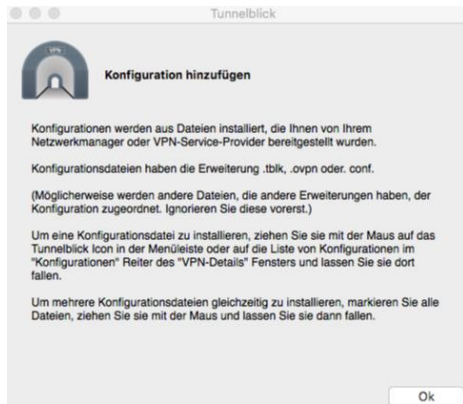 Tunnelblick
VPN
Konfiguration hinzufügen
Konfigurationen werden aus Dateien installiert, die Ihnen von Ihrem
Netzwerkmanager oder VPN-Service-Provider bereitgestellt wurden.
Konfigurationsdateien haben die Erweiterung .tblk, .ovpn oder. conf.
(Möglicherweise werden andere Dateien, die andere Erweiterungen haben, der
Konfiguration zugeordnet. Ignorieren Sie diese vorerst.)
Um eine Konfigurationsdatei zu installieren, ziehen Sie sie mit der Maus auf das
Tunnelblick Icon in der Menüleiste oder auf die Liste von Konfigurationen im
"Konfigurationen" Reiter des "VPN-Details" Fensters und lassen Sie sie dort
fallen.
Um mehrere Konfigurationsdateien gleichzeitig zu installieren, markieren Sie alle
Dateien, ziehen Sie sie mit der Maus und lassen Sie sie dann fallen.
Ok